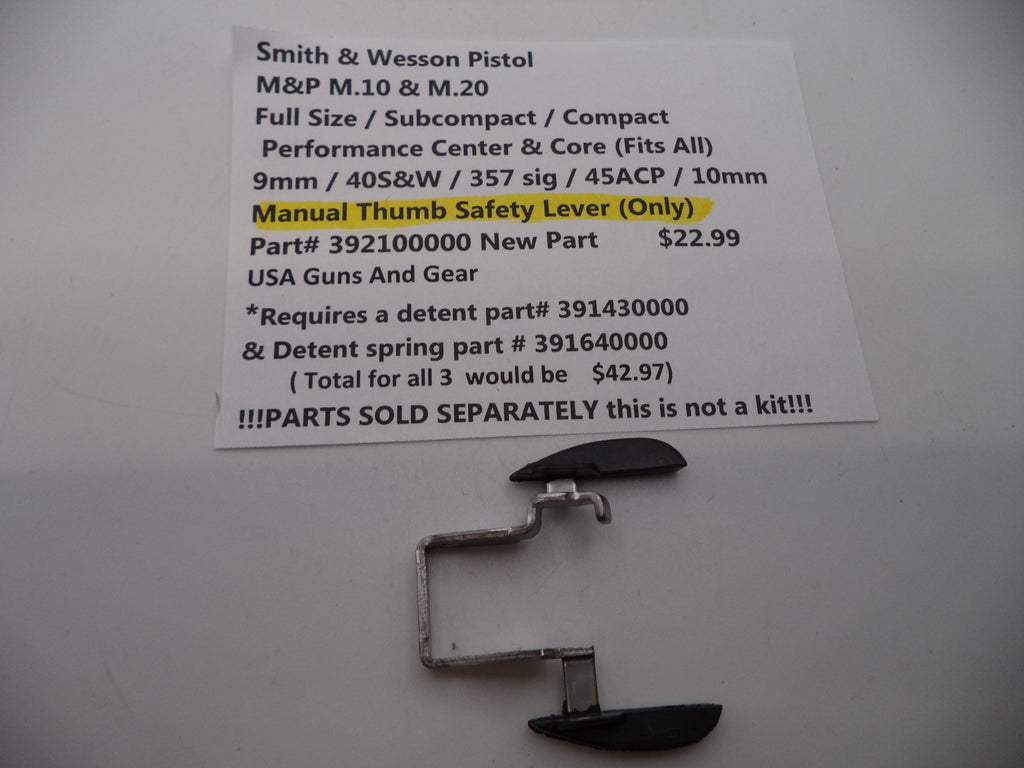 Smith & Wesson Pistol
M&P M.10 & M.20
Full Size / Subcompact / Compact
Performance Center & Core (Fits All)
9mm / 40S&W / 357 sig / 45ACP / 10mm
Manual Thumb Safety Lever (Only)
Part# 392100000 New Part $22.99
USA Guns And Gear
*Requires a detent part# 391430000
& Detent spring part # 391640000
( Total for all 3 would be $42.97)
!!!PARTS SOLD SEPARATELY this is not a kit!!!